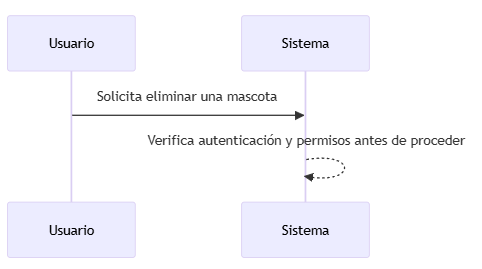 Usuario
Sistema
Solicita eliminar una mascota
Verifica autenticación y permisos antes de proceder
Usuario
Sistema